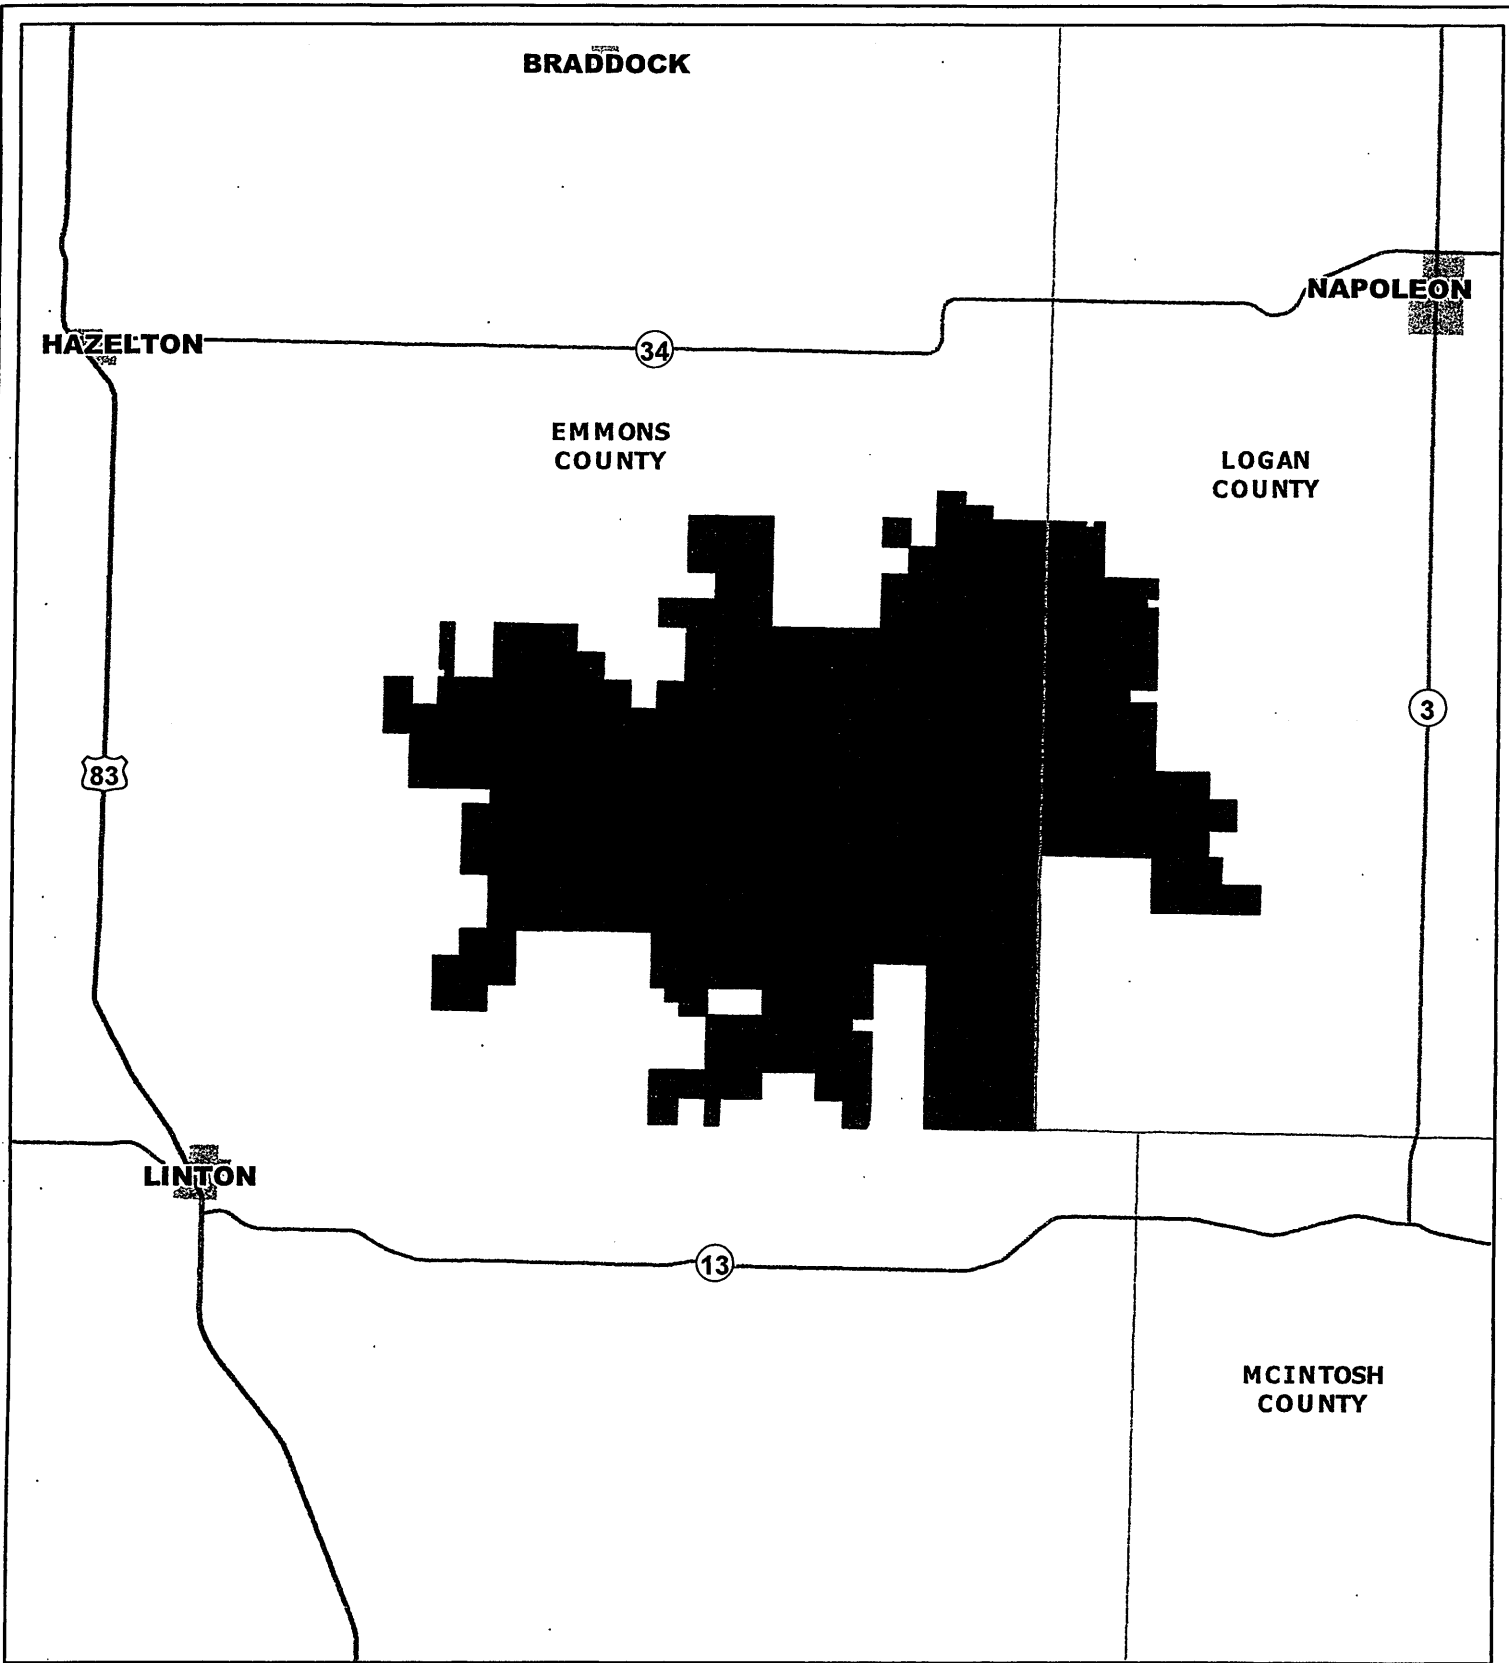 BRADDOCK
NAPOLEON
HAZELTON
34
EMMONS
COUNTY
LOGAN
COUNTY
3
83
LINTON
13
MCINTOSH
COUNTY